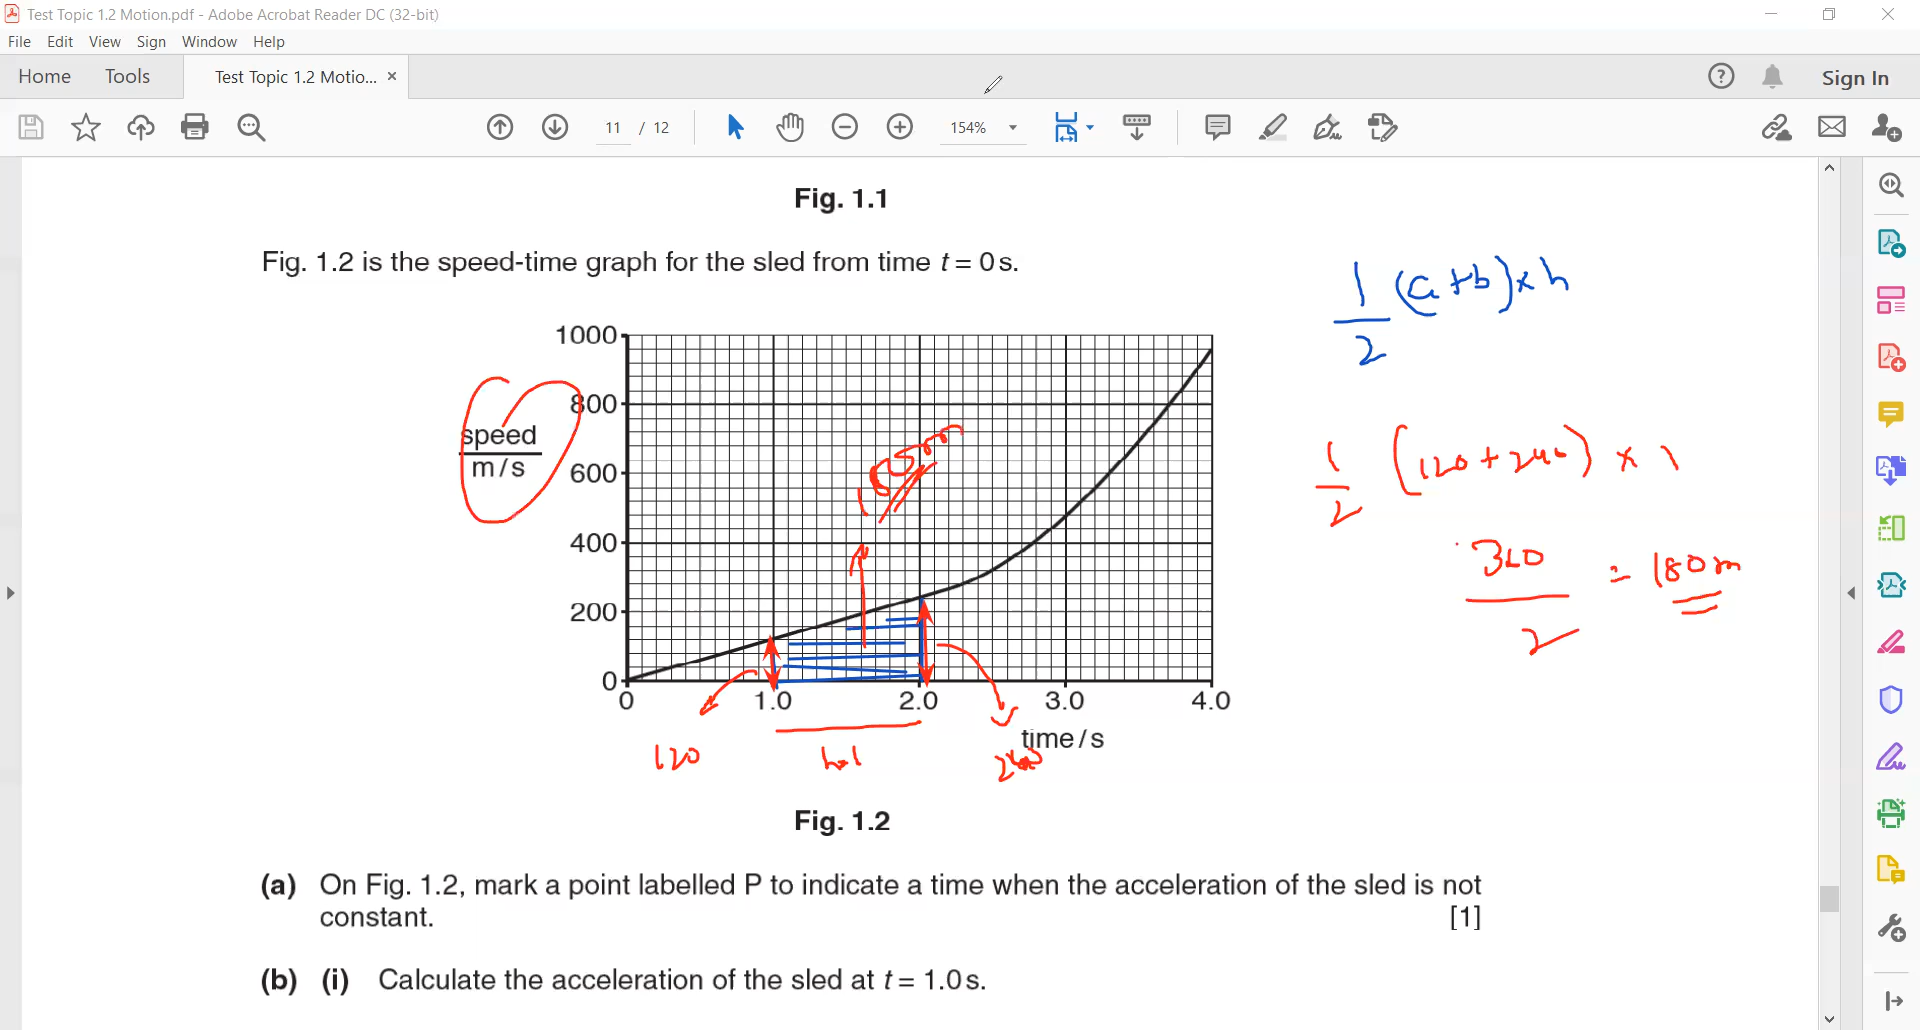 Test Topic 1.2 Motion.pdf - Adobe Acrobat Reader DC (32-bit)
File Edit View Sign Window Help
Home Tools Test Topic 1.2 Motio... × Sign In
11 / 12 154%
Fig. 1.1
Fig. 1.2 is the speed-time graph for the sled from time t = 0 s.
1/2 (a+b) × h
1000
800
600
400
200
0
speed
m / s
0 1.0 2.0 3.0 4.0
time / s
120
240
1/2 (120 + 240) × 1
360/2 = 180 m
Fig. 1.2
(a) On Fig. 1.2, mark a point labelled P to indicate a time when the acceleration of the sled is not
constant. [1]
(b) (i) Calculate the acceleration of the sled at t = 1.0 s.